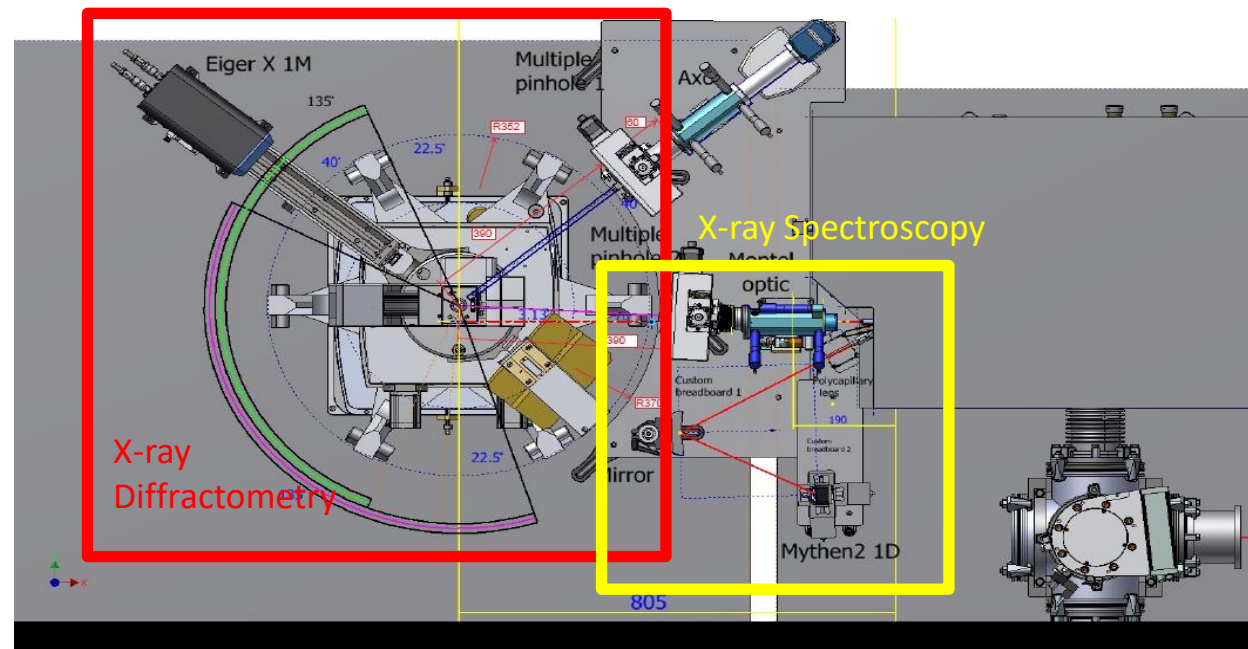 Eiger X 1M
Multiple
pinhole 1
Axo
135°
R352
60
22.5°
40°
40°
390
Multiple
pinhole 2
X-ray Spectroscopy
Montel
optic
3.13°
390
Custom
breadboard 1
Polycapillary
lens
R370
190
Custom
breadboard 2
X-ray
Diffractometry
22.5°
Mirror
Mythen2 1D
805
X